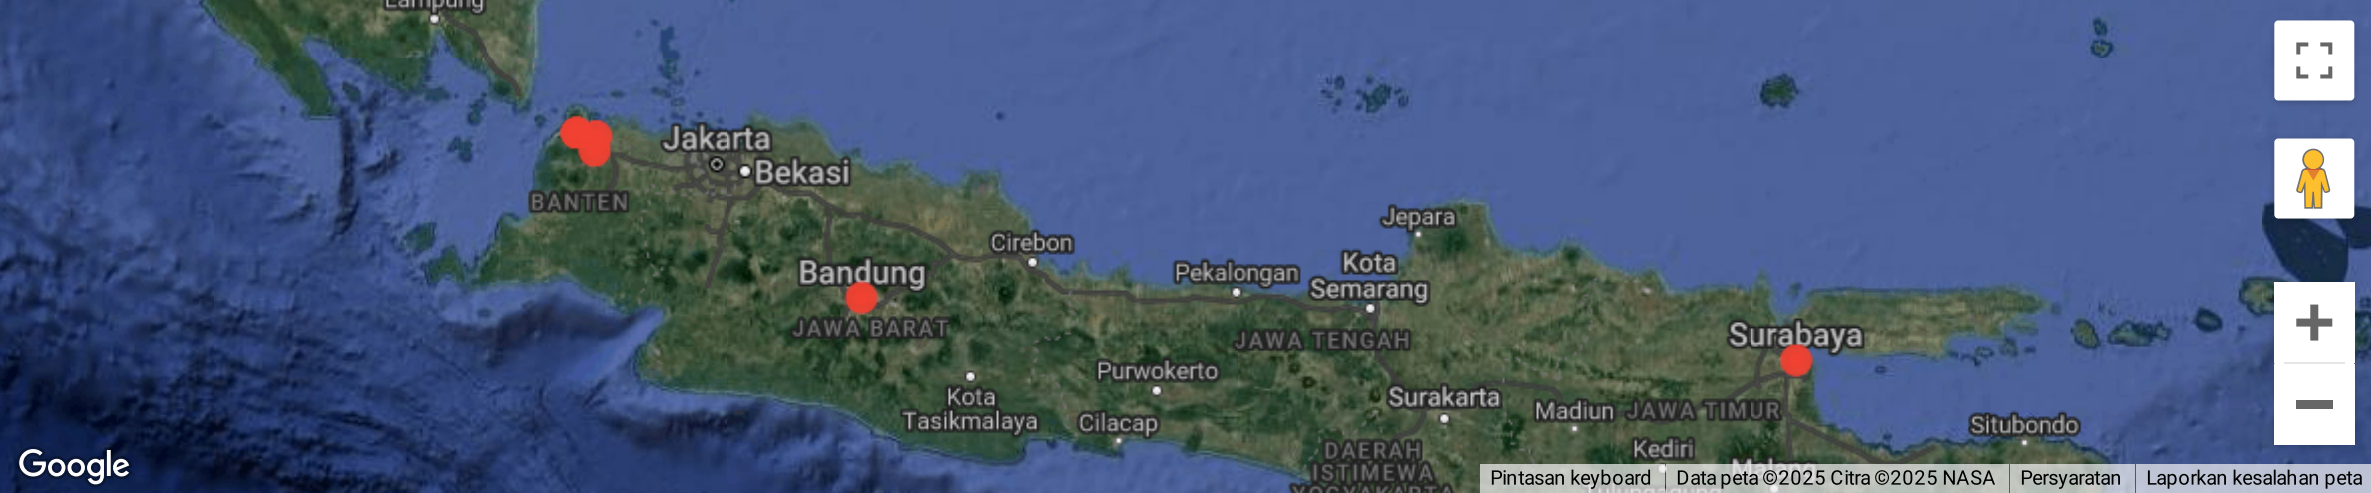 Lampung
Jakarta
Bekasi
BANTEN
Jepara
Cirebon
Kota
Semarang
Bandung
Pekalongan
JAWA BARAT
JAWA TENGAH
Surabaya
Purwokerto
Kota
Tasikmalaya
Cilacap
Surakarta
Madiun
JAWA TIMUR
Situbondo
Kediri
DAERAH
ISTIMEWA
YOGYAKARTA
Malang
Google
Pintasan keyboard
Data peta ©2025 Citra ©2025 NASA
Persyaratan
Laporkan kesalahan peta